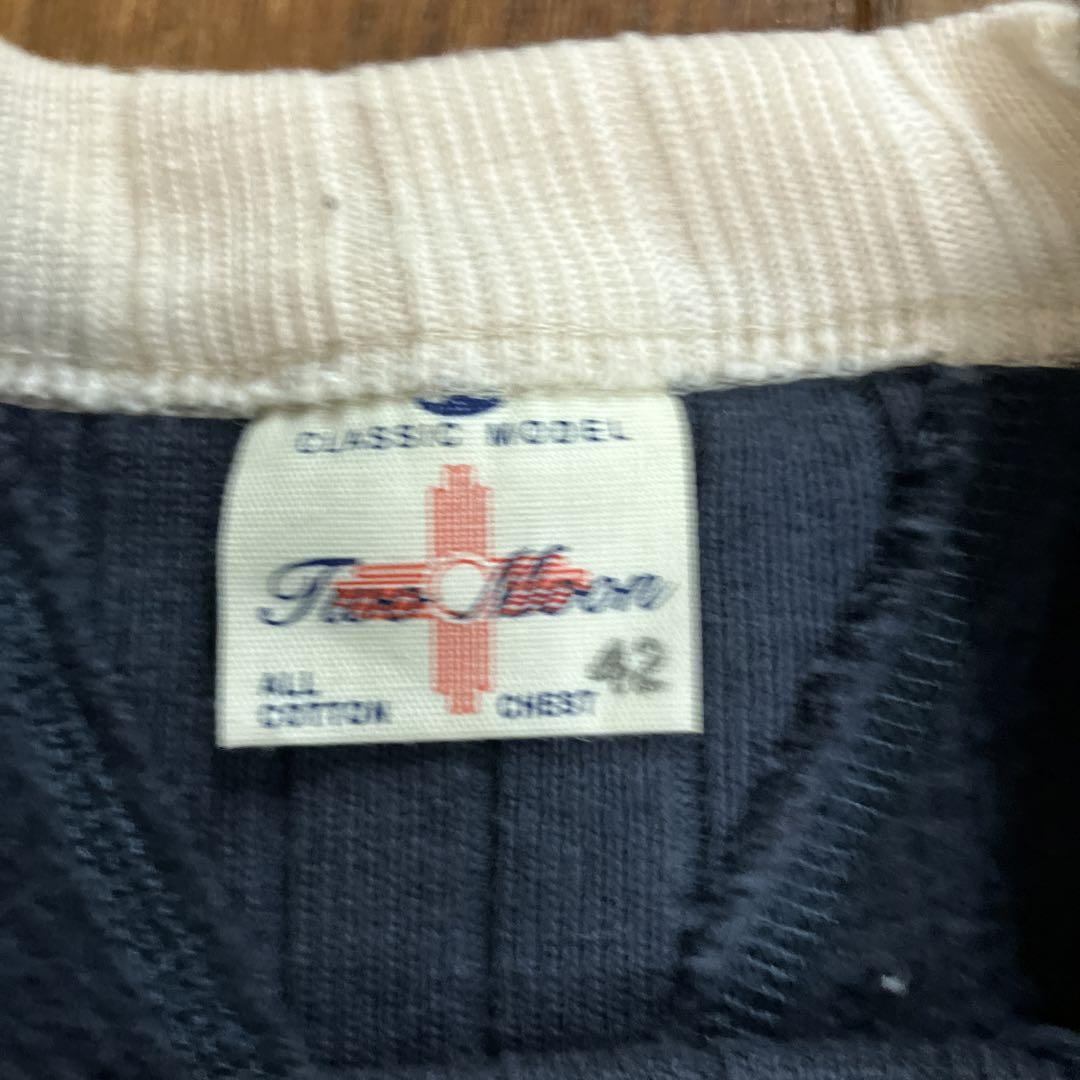 CLASSIC MODEL
Two Moon
ALL
COTTON
CHEST 42